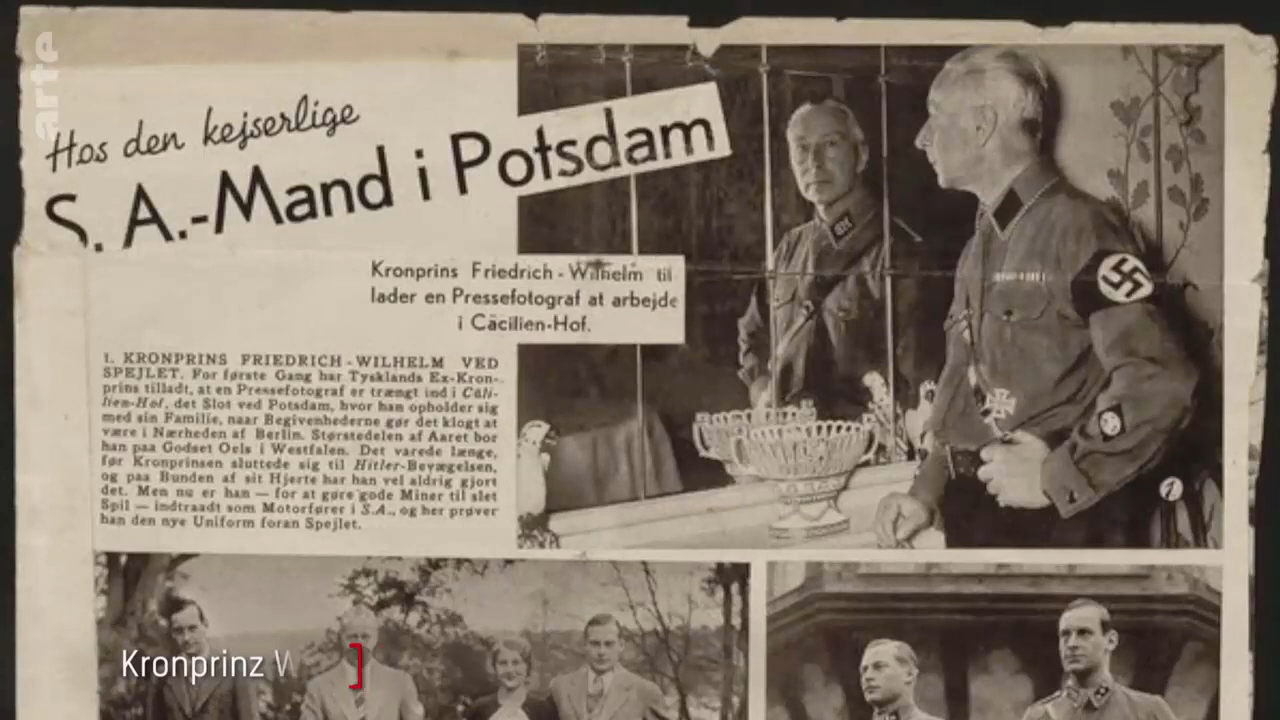 arte
Hos den kejserlige
S. A.-Mand i Potsdam
Kronprins Friedrich-Wilhelm til
lader en Pressefotograf at arbejde
i Cäcilien-Hof.
1. KRONPRINS FRIEDRICH-WILHELM VED
SPEJLET. For første Gang har Tysklands Ex-Kron-
prins tilladt, at en Pressefotograf er trængt ind i Cäci-
lien-Hof, det Slot ved Potsdam, hvor han opholder sig
med sin Familie, naar Begivenhederne gør det klogt at
være i Nærheden af Berlin. Størstedelen af Aaret bor
han paa Godset Oels i Westfalen. Det varede længe,
før Kronprinsen sluttede sig til Hitler-Bevægelsen,
og paa Bunden af sit Hjerte har han vel aldrig gjort
det. Men nu er han — for at gøre gode Miner til slet
Spil — indtraadt som Motorfører i S.A., og her prøver
han den nye Uniform foran Spejlet.
Kronprinz W